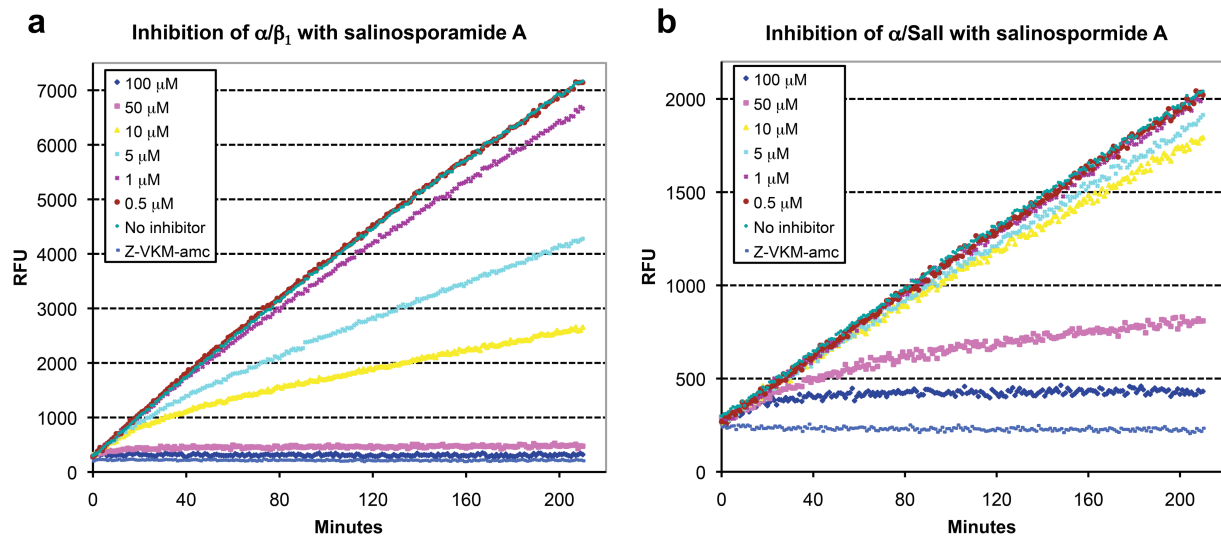 a
Inhibition of α/β₁ with salinosporamide A
100 μM
50 μM
10 μM
5 μM
1 μM
0.5 μM
No inhibitor
Z-VKM-amc
RFU
7000
6000
5000
4000
3000
2000
1000
0
0 40 80 120 160 200
Minutes
b
Inhibition of α/SalI with salinospormide A
100 μM
50 μM
10 μM
5 μM
1 μM
0.5 μM
No inhibitor
Z-VKM-amc
RFU
2000
1500
1000
500
0
0 40 80 120 160 200
Minutes